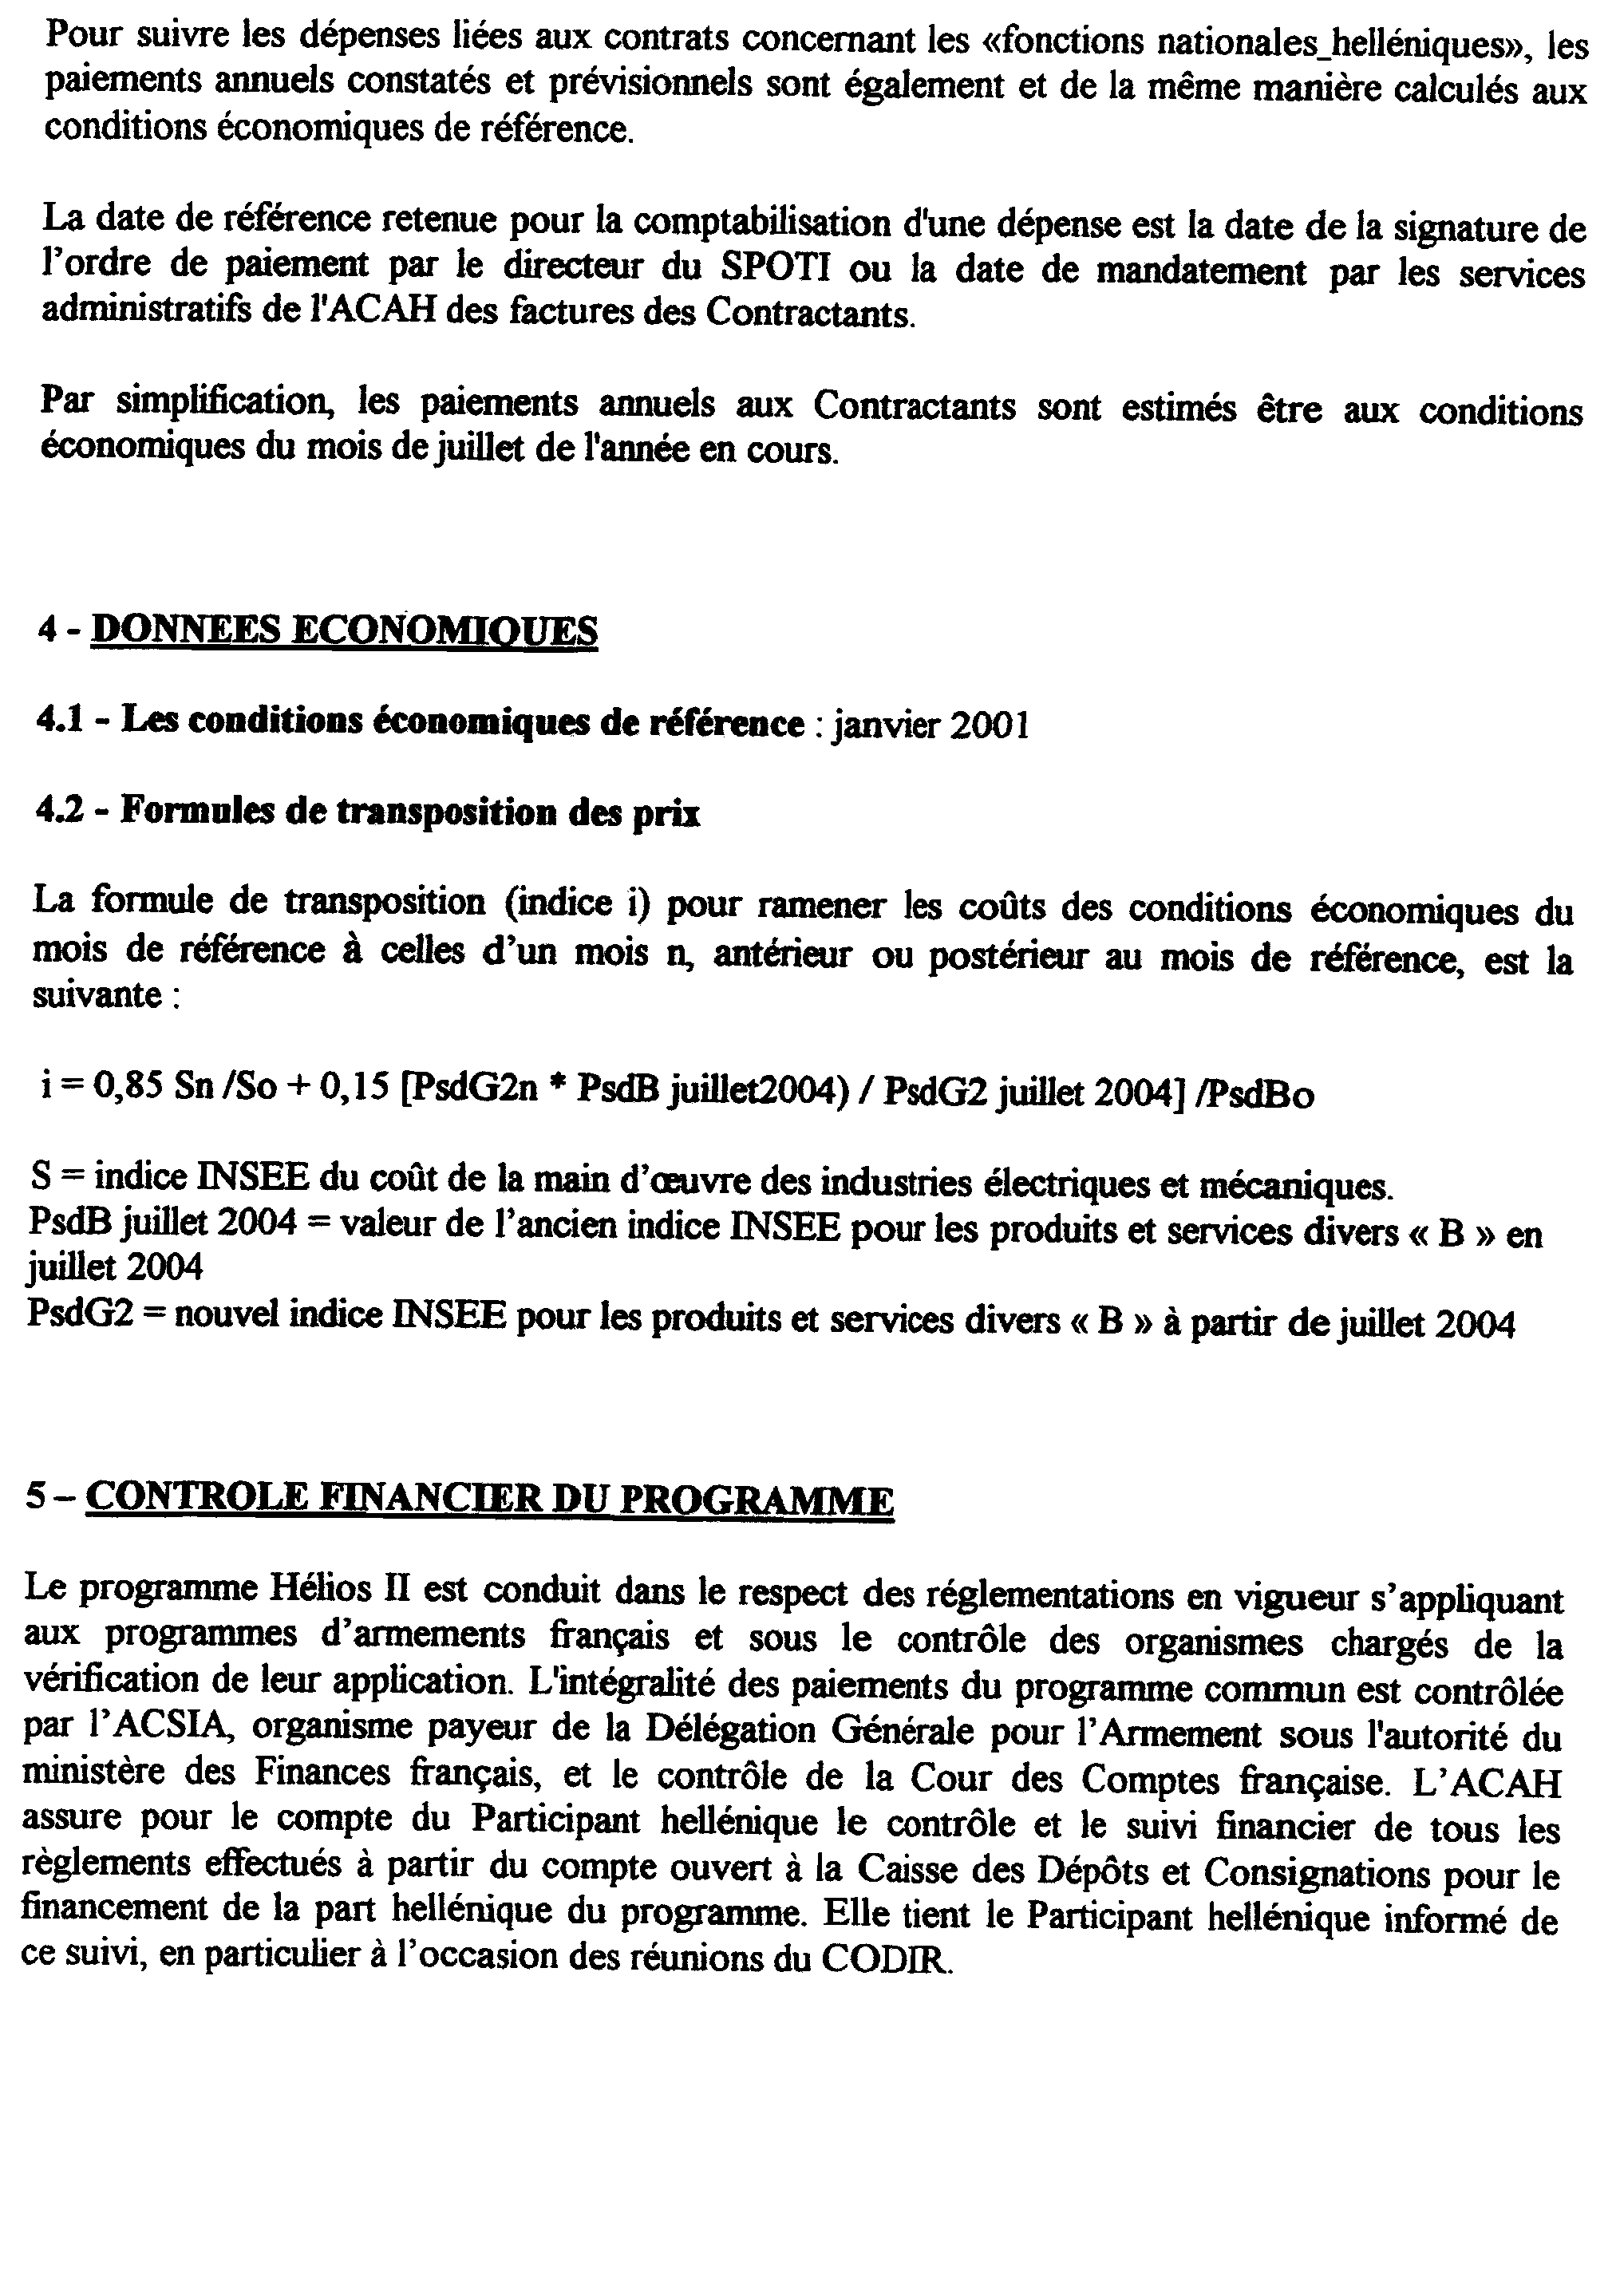 Pour suivre les dépenses liées aux contrats concernant les «fonctions nationales_helléniques», les
paiements annuels constatés et prévisionnels sont également et de la même manière calculés aux
conditions économiques de référence.
La date de référence retenue pour la comptabilisation d'une dépense est la date de la signature de
l'ordre de paiement par le directeur du SPOTI ou la date de mandatement par les services
administratifs de l'ACAH des factures des Contractants.
Par simplification, les paiements annuels aux Contractants sont estimés être aux conditions
économiques du mois de juillet de l'année en cours.
4 - DONNEES ECONOMIQUES
4.1 - Les conditions économiques de référence : janvier 2001
4.2 - Formules de transposition des prix
La formule de transposition (indice i) pour ramener les coûts des conditions économiques du
mois de référence à celles d'un mois n, antérieur ou postérieur au mois de référence, est la
suivante :
i = 0,85 Sn /So + 0,15 [PsdG2n * PsdB juillet2004) / PsdG2 juillet 2004] /PsdBo
S = indice INSEE du coût de la main d'œuvre des industries électriques et mécaniques.
PsdB juillet 2004 = valeur de l'ancien indice INSEE pour les produits et services divers « B » en
juillet 2004
PsdG2 = nouvel indice INSEE pour les produits et services divers « B » à partir de juillet 2004
5 – CONTROLE FINANCIER DU PROGRAMME
Le programme Hélios II est conduit dans le respect des réglementations en vigueur s'appliquant
aux programmes d'armements français et sous le contrôle des organismes chargés de la
vérification de leur application. L'intégralité des paiements du programme commun est contrôlée
par l'ACSIA, organisme payeur de la Délégation Générale pour l'Armement sous l'autorité du
ministère des Finances français, et le contrôle de la Cour des Comptes française. L'ACAH
assure pour le compte du Participant hellénique le contrôle et le suivi financier de tous les
règlements effectués à partir du compte ouvert à la Caisse des Dépôts et Consignations pour le
financement de la part hellénique du programme. Elle tient le Participant hellénique informé de
ce suivi, en particulier à l'occasion des réunions du CODIR.